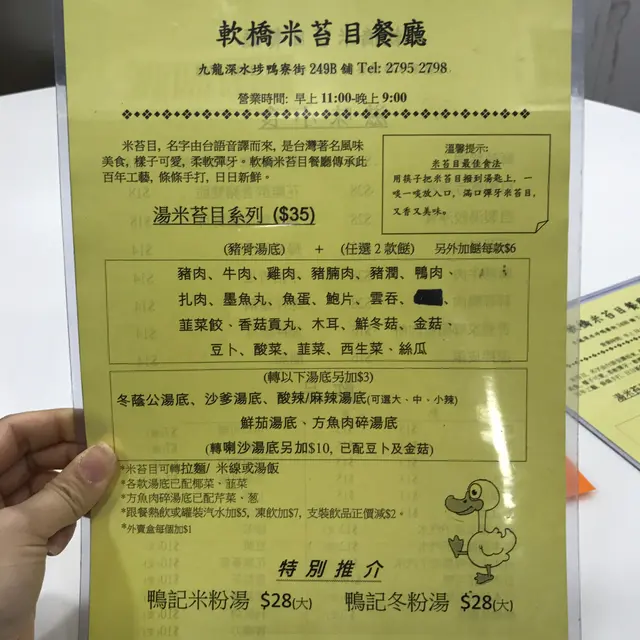 軟橋米苔目餐廳
九龍深水埗鴨寮街249B 舖 Tel: 2795 2798
營業時間: 早上 11:00-晚上 9:00
米苔目, 名字由台語音譯而來, 是台灣著名風味
美食, 樣子可愛, 柔軟彈牙。軟橋米苔目餐廳傳承此
百年工藝, 條條手打, 日日新鮮。
溫馨提示:
米苔目最佳食法
用筷子把米苔目撥到湯匙上, 一
啖一啖放入口, 滿口彈牙米苔目,
又香又美味。
湯米苔目系列 ($35)
(豬骨湯底) + (任選 2 款餸) 另外加餸每款$6
豬肉、牛肉、雞肉、豬腩肉、豬潤、鴨肉、
扎肉、墨魚丸、魚蛋、鮑片、雲吞、 肉、
韮菜餃、香菇貢丸、木耳、鮮冬菇、金菇、
豆卜、酸菜、韮菜、西生菜、絲瓜
(轉以下湯底另加$3)
冬蔭公湯底、沙爹湯底、酸辣/麻辣湯底(可選大、中、小辣)
鮮茄湯底、方魚肉碎湯底
(轉喇沙湯底另加$10, 已配豆卜及金菇)
*米苔目可轉拉麵/ 米線或湯飯
*各款湯底已配椰菜、韮菜
*方魚肉碎湯底已配芹菜、葱
*跟餐熱飲或罐裝汽水加$5, 凍飲加$7, 支裝飲品正價減$2。
*外賣盒每個加$1
特別推介
鴨記米粉湯 $28(大) 鴨記冬粉湯 $28(大)
軟橋米苔目餐